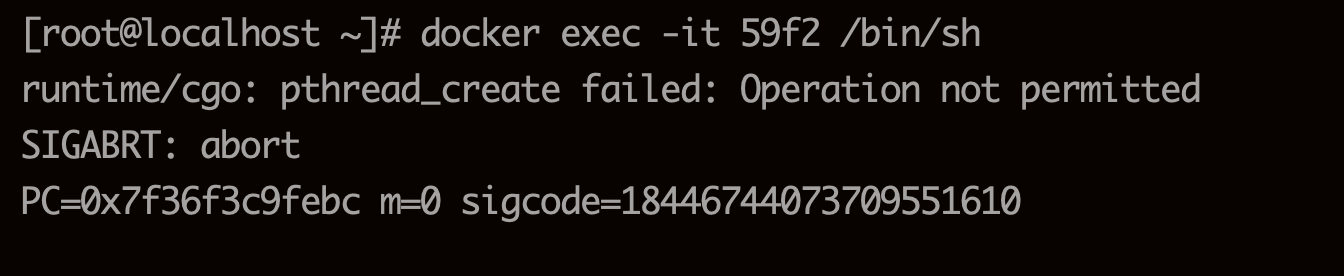 [root@localhost ~]# docker exec -it 59f2 /bin/sh
runtime/cgo: pthread_create failed: Operation not permitted
SIGABRT: abort
PC=0x7f36f3c9febc m=0 sigcode=18446744073709551610